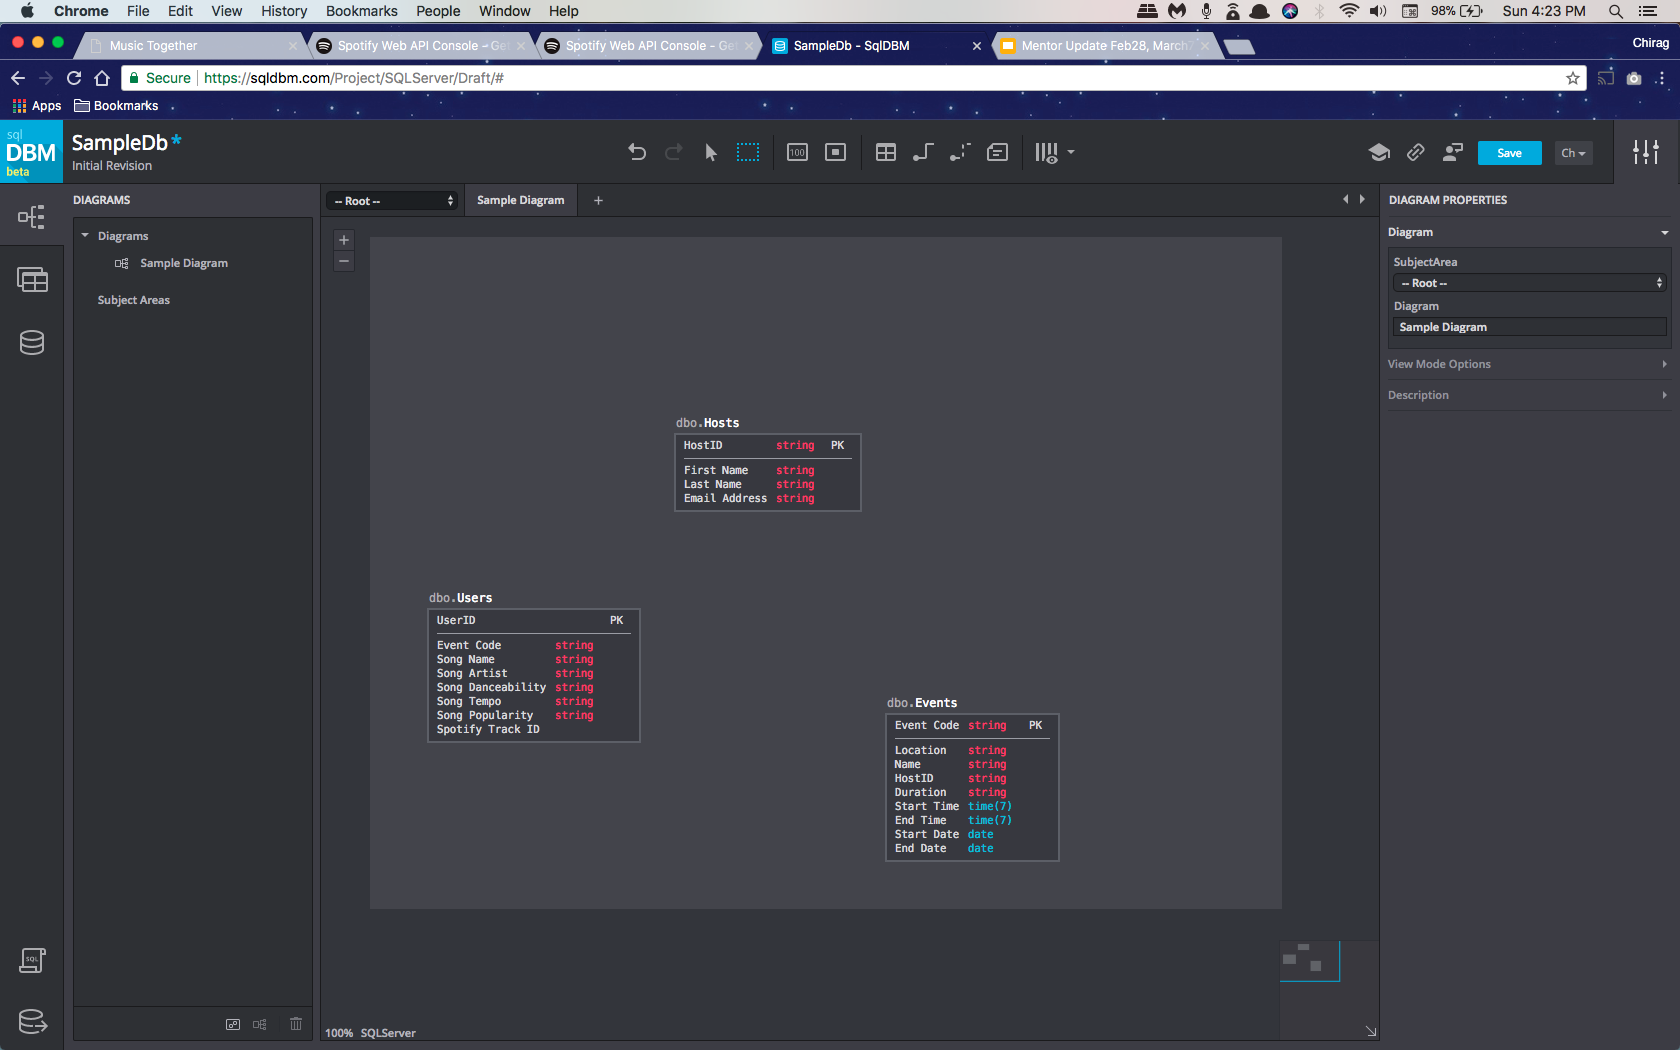 Chrome File Edit View History Bookmarks People Window Help 98% Sun 4:23 PM
Music Together Spotify Web API Console - Get Spotify Web API Console - Get SampleDb - SqlDBM Mentor Update Feb28, March7 Chirag
Secure https://sqldbm.com/Project/SQLServer/Draft/#
Apps Bookmarks
sql
DBM
beta
SampleDb*
Initial Revision
100
Save
Ch
DIAGRAMS
Diagrams
Sample Diagram
Subject Areas
-- Root --
Sample Diagram
+
+
−
dbo.Hosts
HostID string PK
First Name string
Last Name string
Email Address string
dbo.Users
UserID PK
Event Code string
Song Name string
Song Artist string
Song Danceability string
Song Tempo string
Song Popularity string
Spotify Track ID
dbo.Events
Event Code string PK
Location string
Name string
HostID string
Duration string
Start Time time(7)
End Time time(7)
Start Date date
End Date date
DIAGRAM PROPERTIES
Diagram
SubjectArea
-- Root --
Diagram
Sample Diagram
View Mode Options
Description
SQL
100% SQLServer